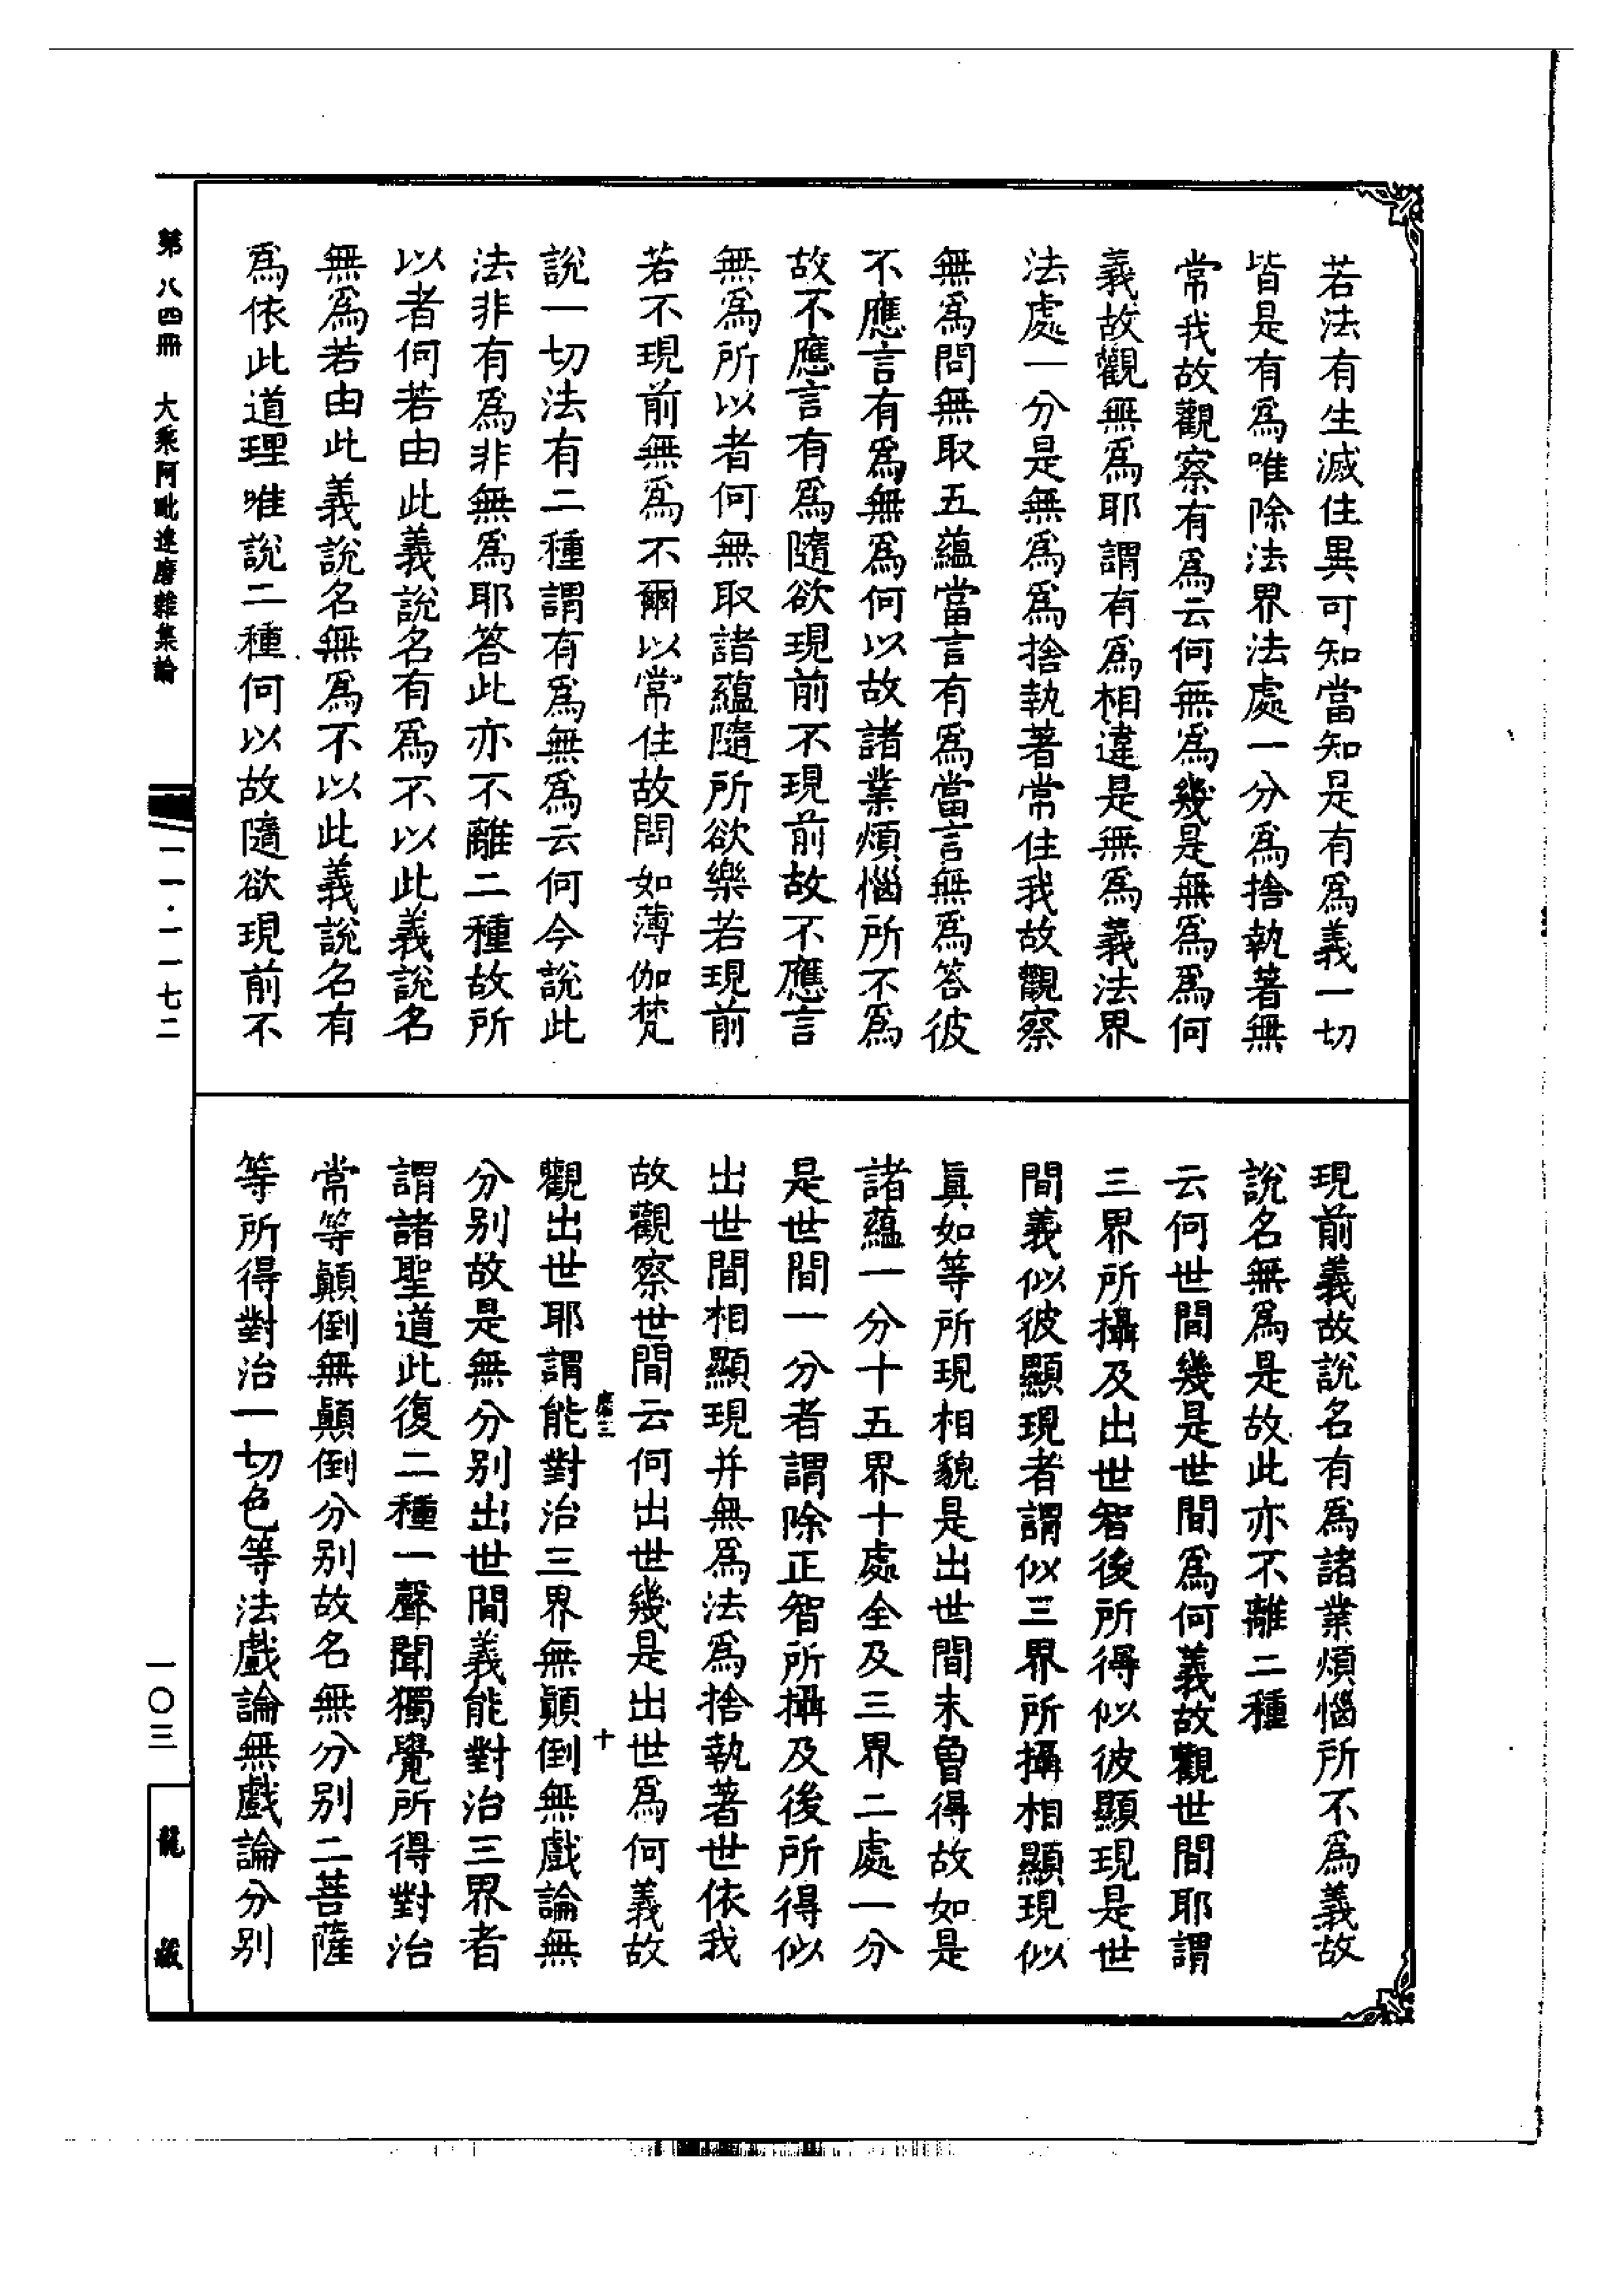 若法有生滅住異可知當知是有爲義一切
皆是有爲唯除法界法處一分爲捨執著無
常我故觀察有爲云何無爲幾是無爲爲何
義故觀無爲耶謂有爲相違是無爲義法界
法處一分是無爲爲捨執著常住我故觀察
無爲問無取五蘊當言有爲當言無爲答彼
不應言有爲無爲何以故諸業煩惱所不爲
故不應言有爲隨欲現前不現前故不應言
無爲所以者何無取諸蘊隨所欲樂若現前
若不現前無爲不爾以常住故問如薄伽梵
說一切法有二種謂有爲無爲云何今說此
法非有爲非無爲耶答此亦不離二種故所
以者何若由此義說名有爲不以此義說名
無爲若由此義說名無爲不以此義說名有
爲依此道理唯說二種何以故隨欲現前不
現前義故說名有爲諸業煩惱所不爲義故
說名無爲是故此亦不離二種
云何世間幾是世間爲何義故觀世間耶謂
三界所攝及出世智後所得似彼顯現是世
間義似彼顯現者謂似三界所攝相顯現似
眞如等所現相貌是出世間末曾得故如是
諸蘊一分十五界十處全及三界二處一分
是世間一分者謂除正智所攝及後所得似
出世間相顯現并無爲法爲捨執著世依我
故觀察世間云何出世幾是出世爲何義故
十
觀出世耶謂能對治三界無顛倒無戲論無
分别故是無分别出世間義能對治三界者
謂諸聖道此復二種一聲聞獨覺所得對治
常等顛倒無顛倒分别故名無分别二菩薩
等所得對治一切色等法戲論無戲論分别
第八四冊　大乘阿毗達磨雜集論
一一·一一七二
一〇三
龍藏